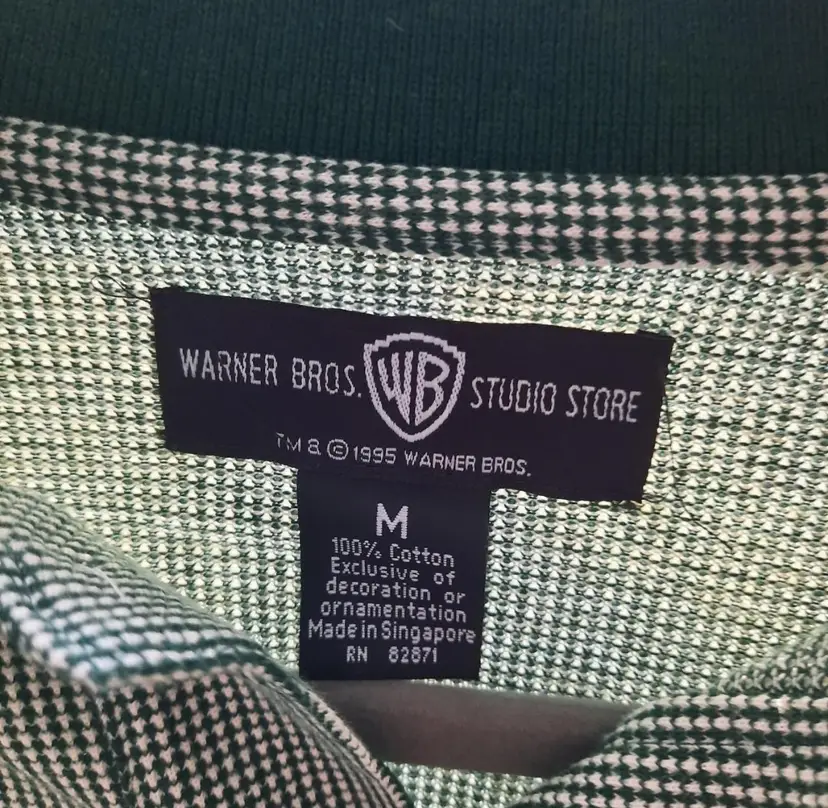 WARNER BROS. WB STUDIO STORE
TM & © 1995 WARNER BROS.
M
100% Cotton
Exclusive of
decoration or
ornamentation
Made in Singapore
RN 82871